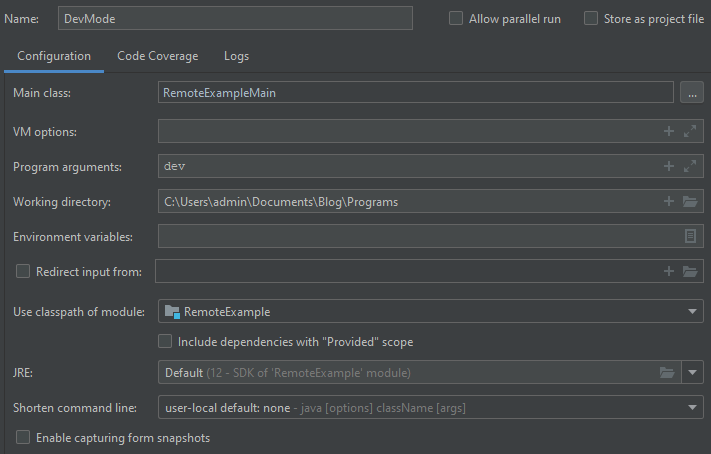 Name: DevMode Allow parallel run Store as project file
Configuration Code Coverage Logs
Main class: RemoteExampleMain ...
VM options:
Program arguments: dev
Working directory: C:\Users\admin\Documents\Blog\Programs
Environment variables:
Redirect input from:
Use classpath of module: RemoteExample
Include dependencies with "Provided" scope
JRE: Default (12 - SDK of 'RemoteExample' module)
Shorten command line: user-local default: none - java [options] className [args]
Enable capturing form snapshots